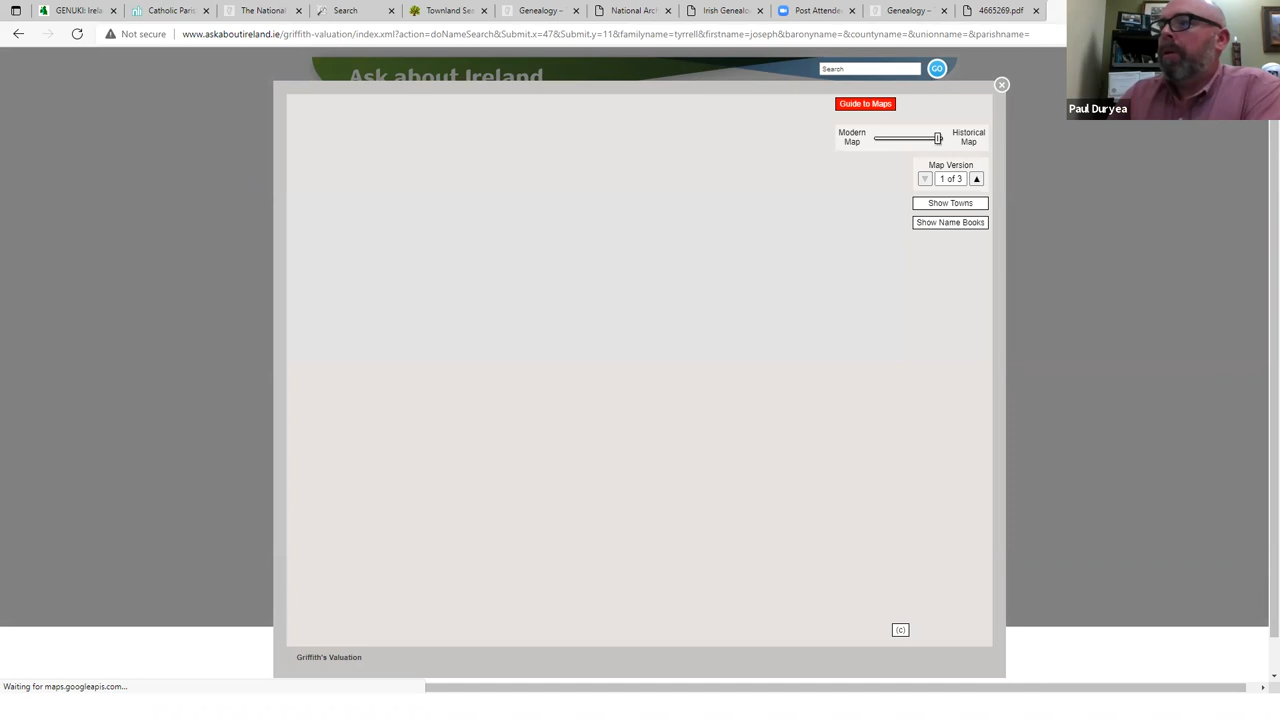 GENUKI: Irela
Catholic Paris
The National
Search
Townland Se
Genealogy –
National Arc
Irish Genealo
Post Attende
Genealogy –
4665269.pdf
Not secure
www.askaboutireland.ie/griffith-valuation/index.xml?action=doNameSearch&Submit.x=47&Submit.y=11&familyname=tyrrell&firstname=joseph&baronyname=&countyname=&unionname=&parishname=
Ask about Ireland
Search
GO
Guide to Maps
Modern Map
Historical Map
Map Version
1 of 3
Show Towns
Show Name Books
(c)
Griffith's Valuation
Waiting for maps.googleapis.com...
Paul Duryea